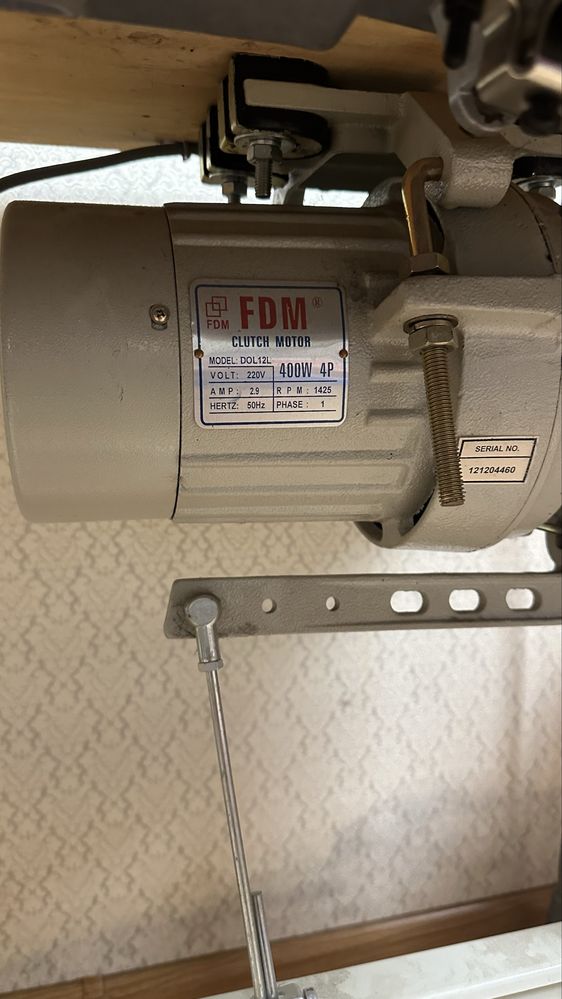 FDM ®
FDM
CLUTCH MOTOR
MODEL: DOL12L
VOLT: 220V
400W 4P
AMP: 2.9
RPM: 1425
HERTZ: 50Hz
PHASE: 1
SERIAL NO.
121204460